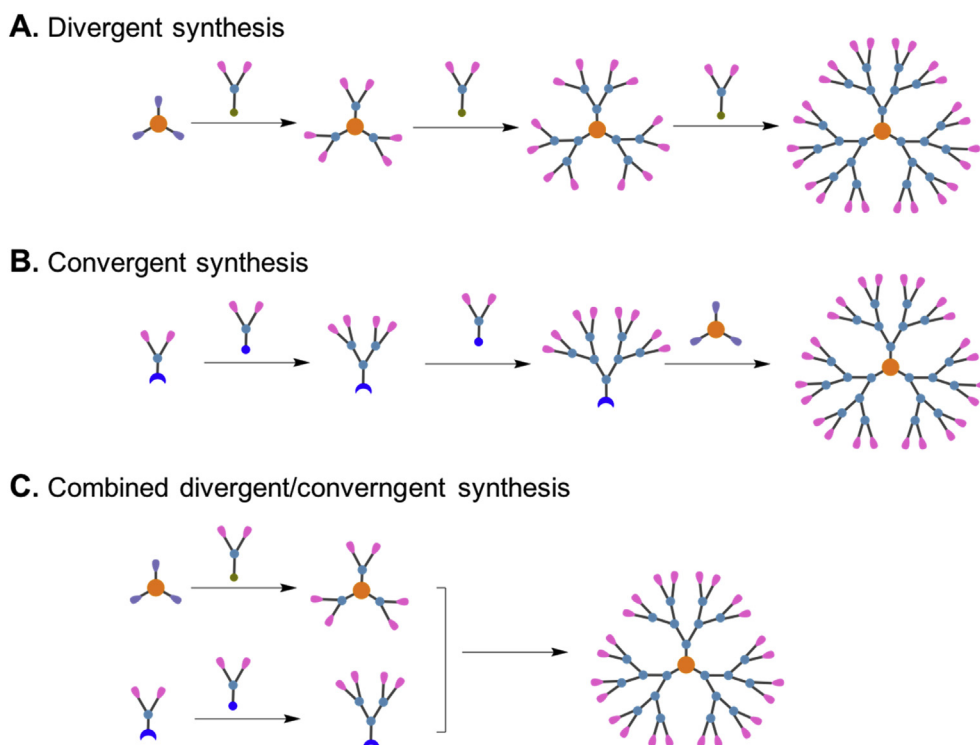 A. Divergent synthesis
B. Convergent synthesis
C. Combined divergent/converngent synthesis